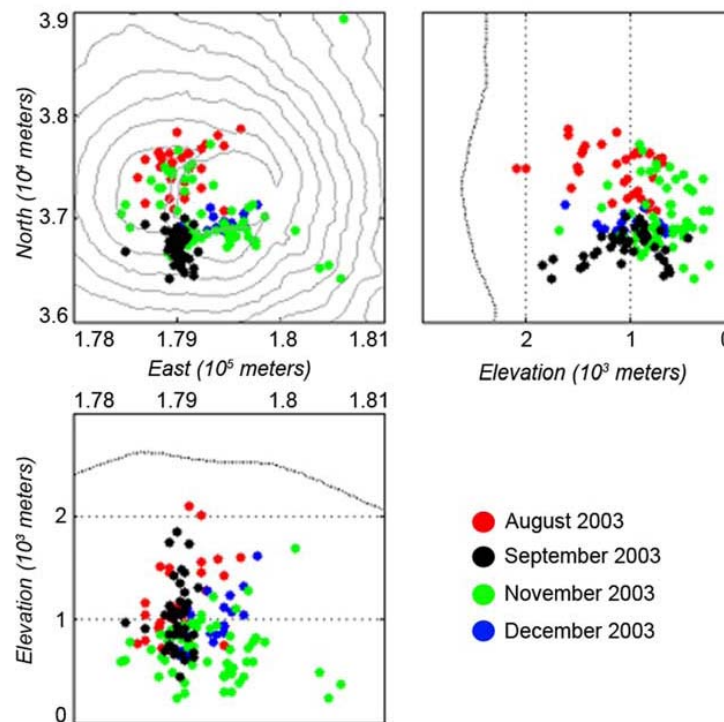 3.9
3.8
3.7
3.6
North (10⁴ meters)
1.78 1.79 1.8 1.81
East (10⁵ meters)
2 1 0
Elevation (10³ meters)
1.78 1.79 1.8 1.81
2
1
0
Elevation (10³ meters)
August 2003
September 2003
November 2003
December 2003